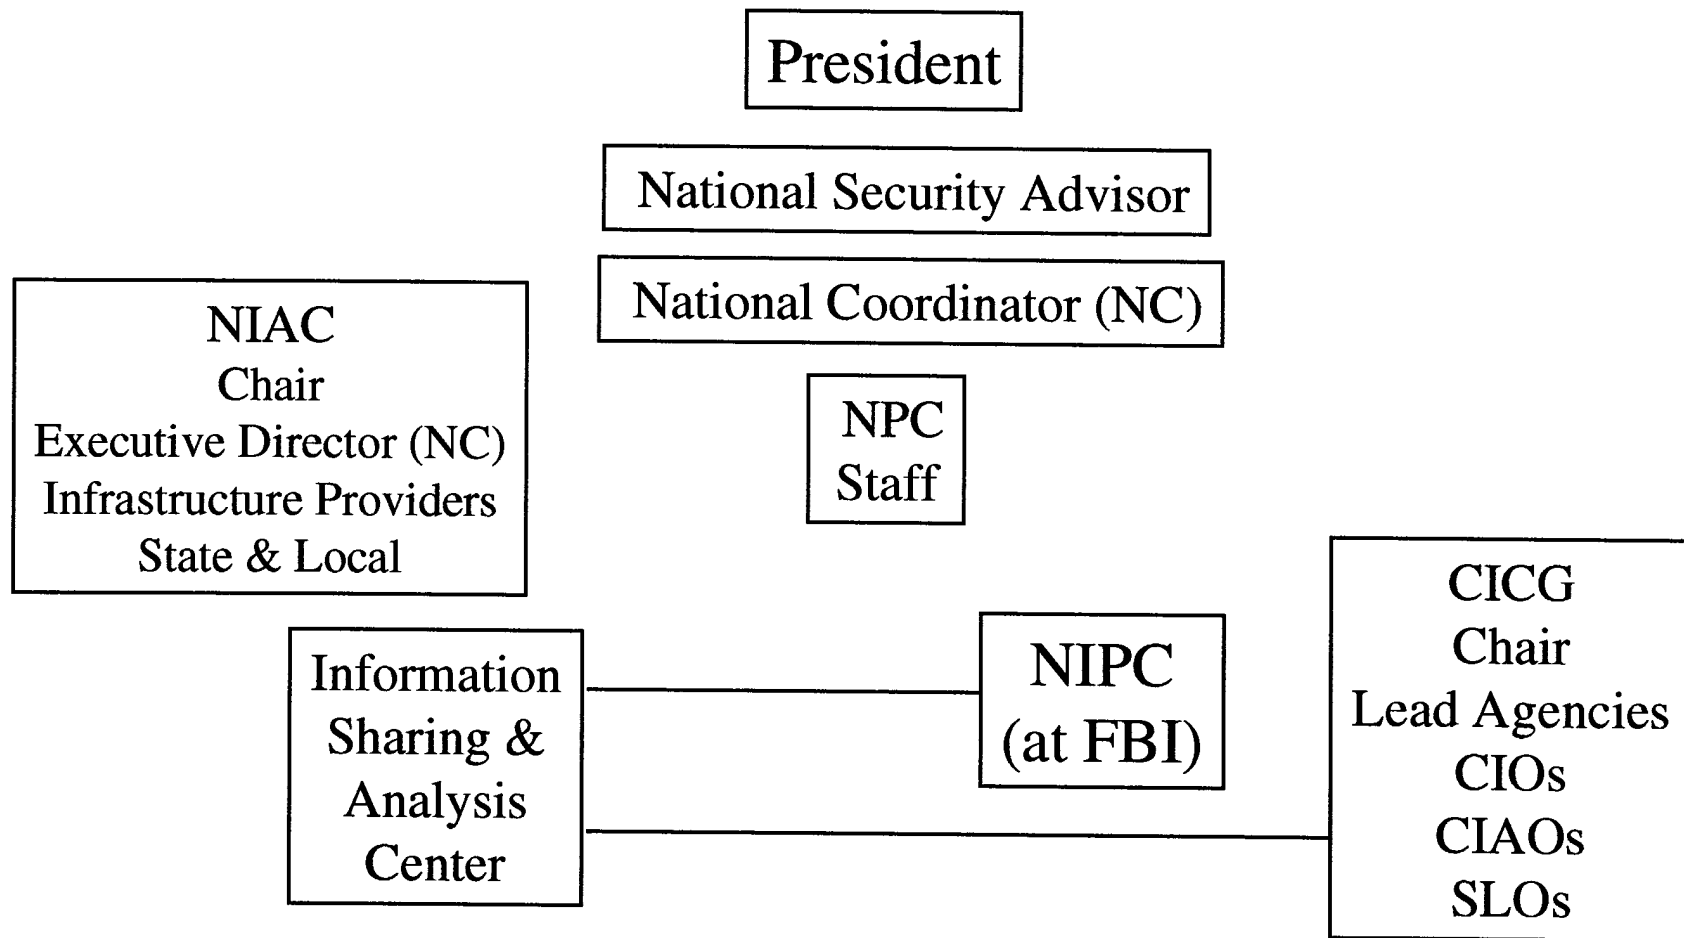 President
National Security Advisor
National Coordinator (NC)
NIAC
Chair
Executive Director (NC)
Infrastructure Providers
State & Local
NPC
Staff
Information
Sharing &
Analysis
Center
NIPC
(at FBI)
CICG
Chair
Lead Agencies
CIOs
CIAOs
SLOs